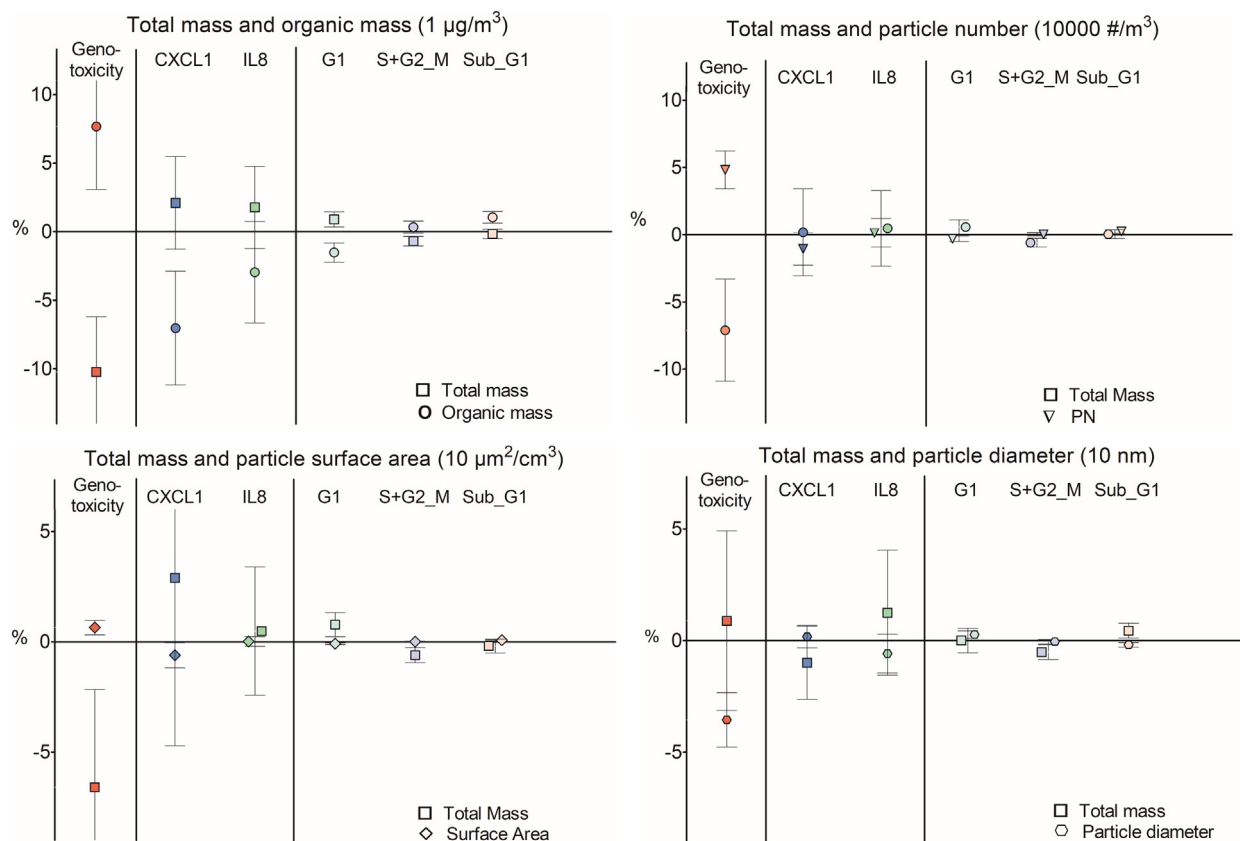 Total mass and organic mass (1 µg/m³)
Geno-
toxicity
CXCL1 IL8 G1 S+G2_M Sub_G1
10
5
% 0
-5
-10
Total mass
Organic mass
Total mass and particle number (10000 #/m³)
Geno-
toxicity
CXCL1 IL8 G1 S+G2_M Sub_G1
10
5
% 0
-5
-10
Total Mass
PN
Total mass and particle surface area (10 µm²/cm³)
Geno-
toxicity
CXCL1 IL8 G1 S+G2_M Sub_G1
5
% 0
-5
Total Mass
Surface Area
Total mass and particle diameter (10 nm)
Geno-
toxicity
CXCL1 IL8 G1 S+G2_M Sub_G1
5
% 0
-5
Total mass
Particle diameter